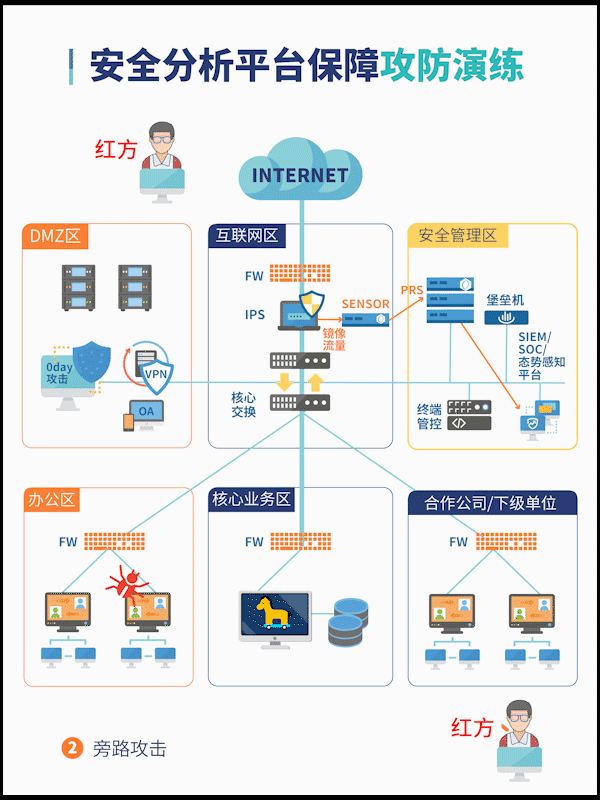 安全分析平台保障攻防演练
红方
INTERNET
DMZ区
互联网区
安全管理区
FW
IPS
SENSOR
镜像
流量
PRS
堡垒机
SIEM/
SOC/
态势感知
平台
0day
攻击
VPN
OA
核心
交换
终端
管控
办公区
核心业务区
合作公司/下级单位
FW
FW
FW
红方
2 旁路攻击